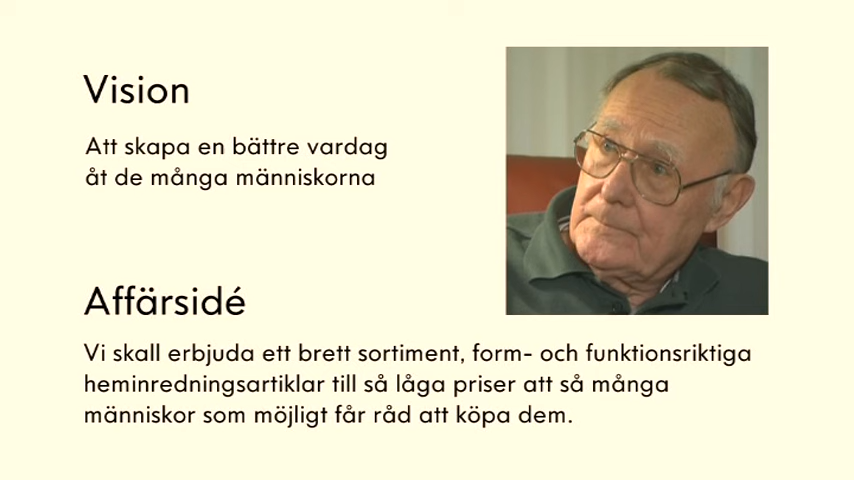 Vision
Att skapa en bättre vardag
åt de många människorna
Affärsidé
Vi skall erbjuda ett brett sortiment, form- och funktionsriktiga
heminredningsartiklar till så låga priser att så många
människor som möjligt får råd att köpa dem.